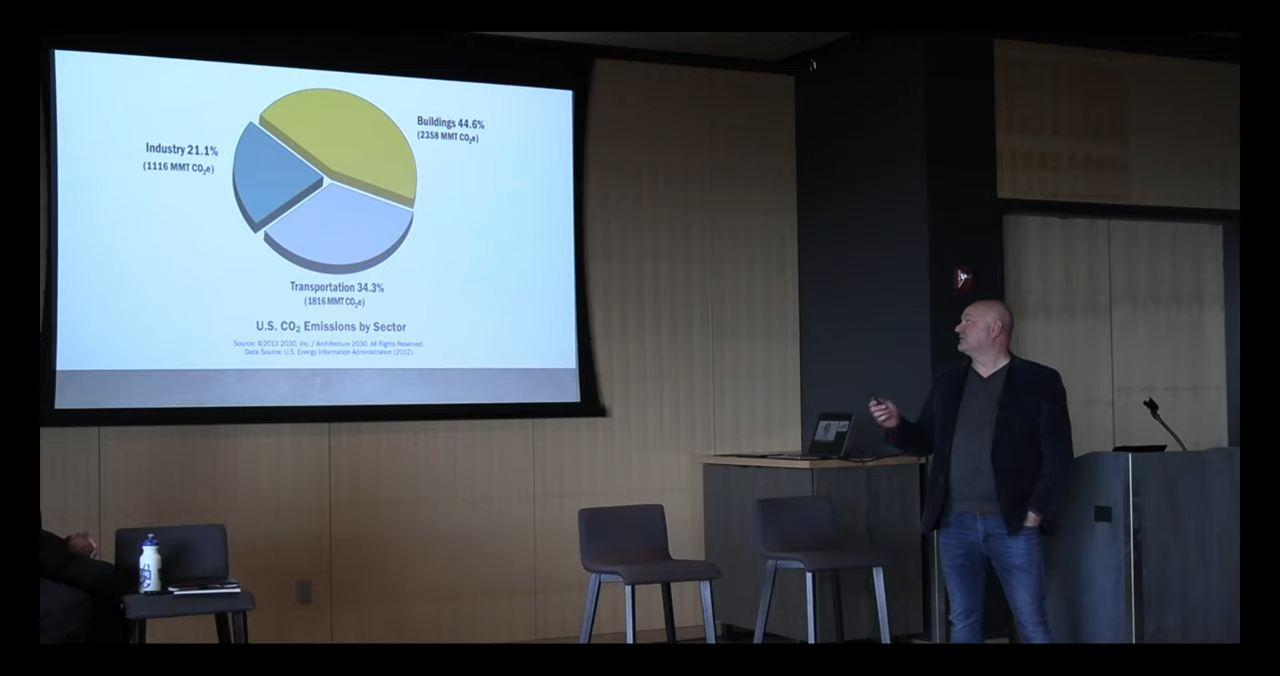 Buildings 44.6%
(2358 MMT CO₂e)
Industry 21.1%
(1116 MMT CO₂e)
Transportation 34.3%
(1816 MMT CO₂e)
U.S. CO₂ Emissions by Sector
Source: ©2013 2030, Inc. / Architecture 2030. All Rights Reserved.
Data Source: U.S. Energy Information Administration (2012).